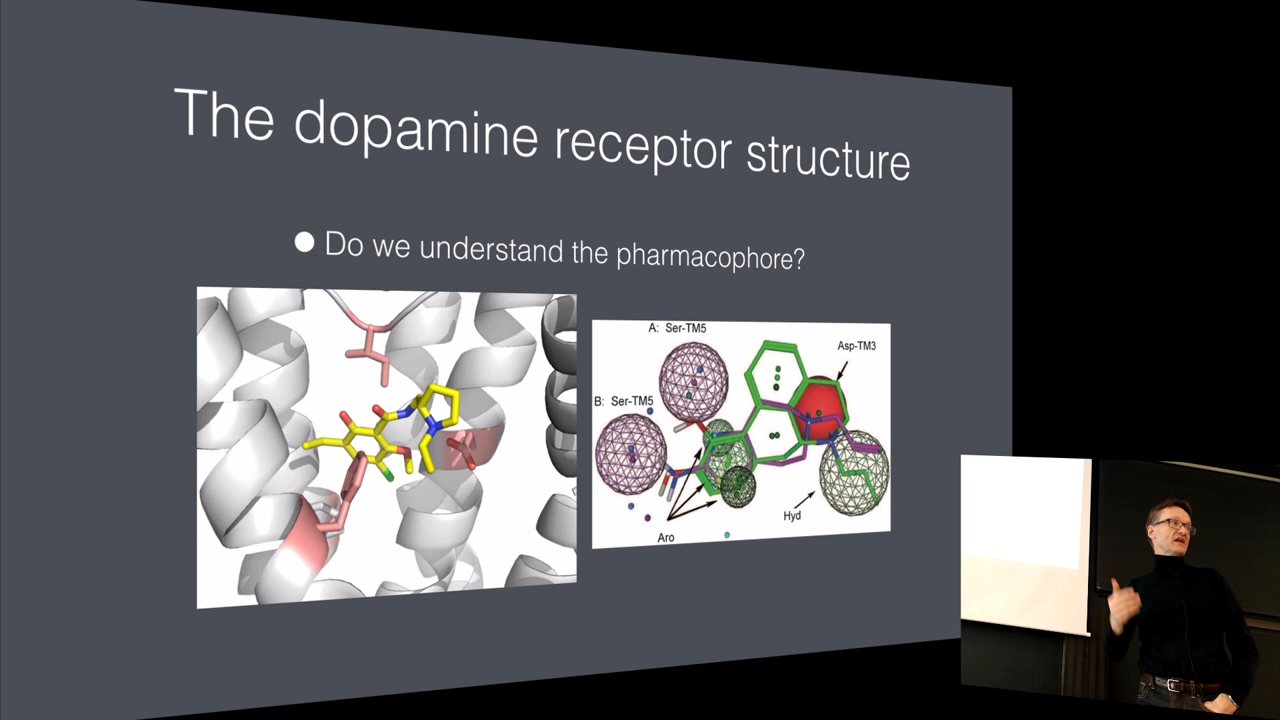 The dopamine receptor structure
Do we understand the pharmacophore?
A: Ser-TM5
Asp-TM3
B: Ser-TM5
Hyd
Aro